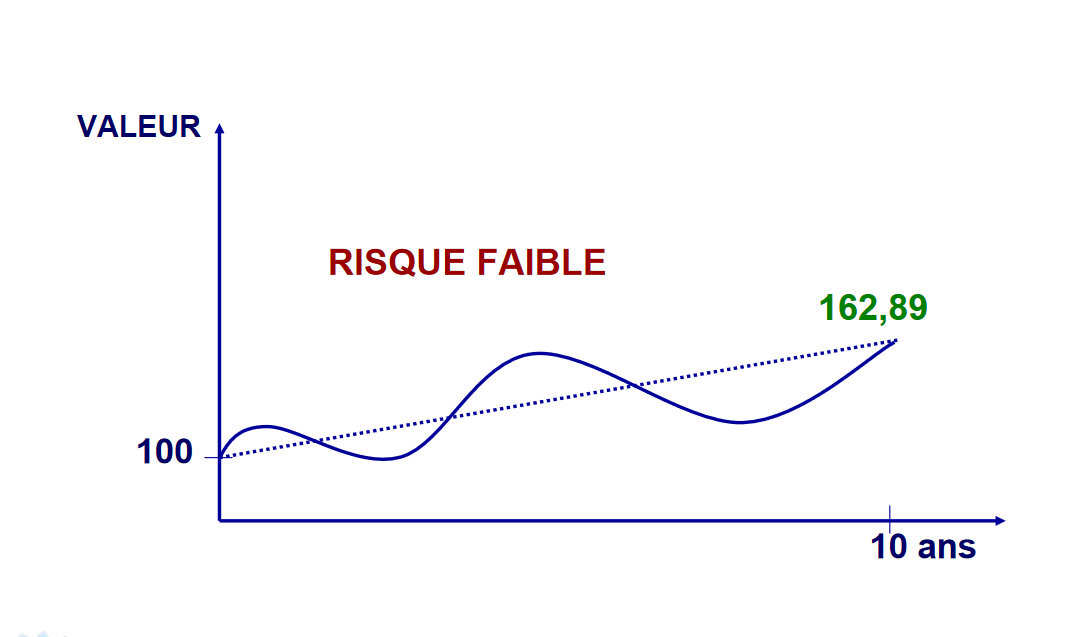 VALEUR
RISQUE FAIBLE
162,89
100
10 ans